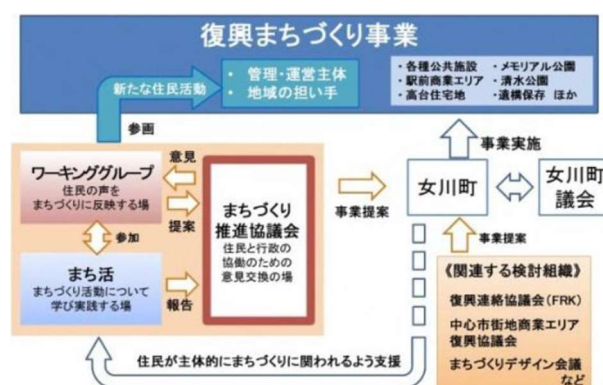 復興まちづくり事業
新たな住民活動
・ 管理・運営主体
・ 地域の担い手
・各種公共施設 ・メモリアル公園
・駅前商業エリア ・清水公園
・高台住宅地 ・遺構保存 ほか
参画
事業実施
ワーキンググループ
住民の声を
まちづくりに反映する場
意見
提案
まちづくり
推進協議会
住民と行政の
協働のための
意見交換の場
事業提案
女川町
女川町
議会
参加
まち活
まちづくり活動について
学び実践する場
報告
事業提案
《関連する検討組織》
復興連絡協議会(FRK)
中心市街地商業エリア
復興協議会
まちづくりデザイン会議
など
住民が主体的にまちづくりに関われるよう支援